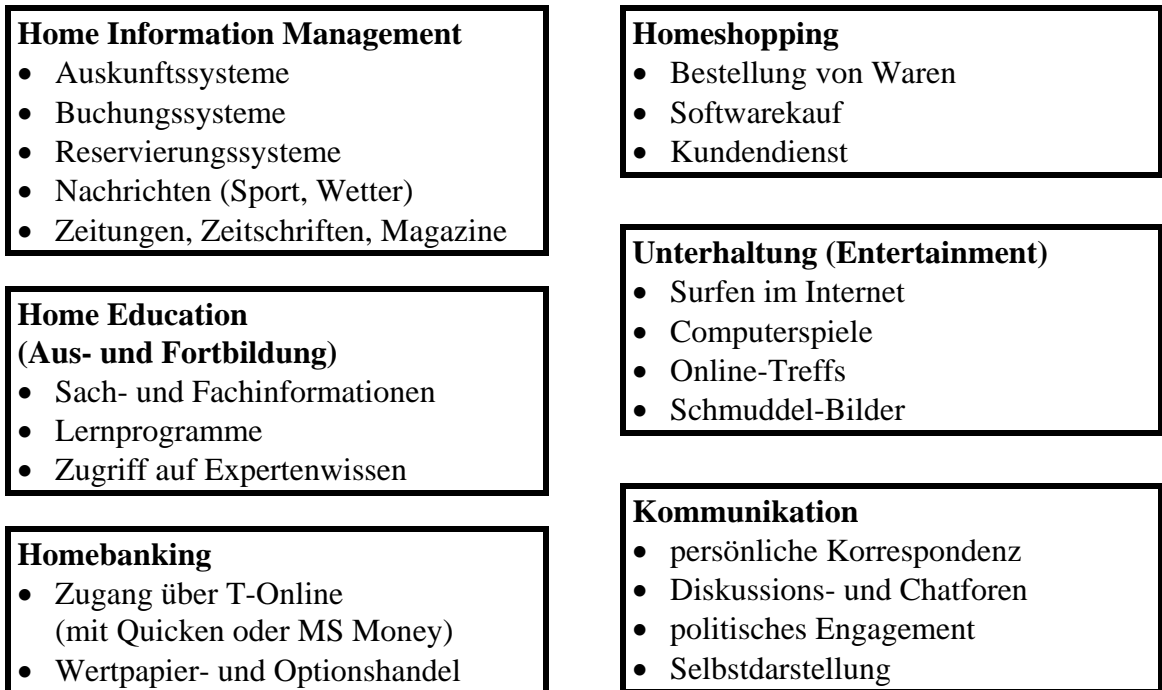 Home Information Management
• Auskunftssysteme
• Buchungssysteme
• Reservierungssysteme
• Nachrichten (Sport, Wetter)
• Zeitungen, Zeitschriften, Magazine
Home Education
(Aus- und Fortbildung)
• Sach- und Fachinformationen
• Lernprogramme
• Zugriff auf Expertenwissen
Homebanking
• Zugang über T-Online
(mit Quicken oder MS Money)
• Wertpapier- und Optionshandel
Homeshopping
• Bestellung von Waren
• Softwarekauf
• Kundendienst
Unterhaltung (Entertainment)
• Surfen im Internet
• Computerspiele
• Online-Treffs
• Schmuddel-Bilder
Kommunikation
• persönliche Korrespondenz
• Diskussions- und Chatforen
• politisches Engagement
• Selbstdarstellung